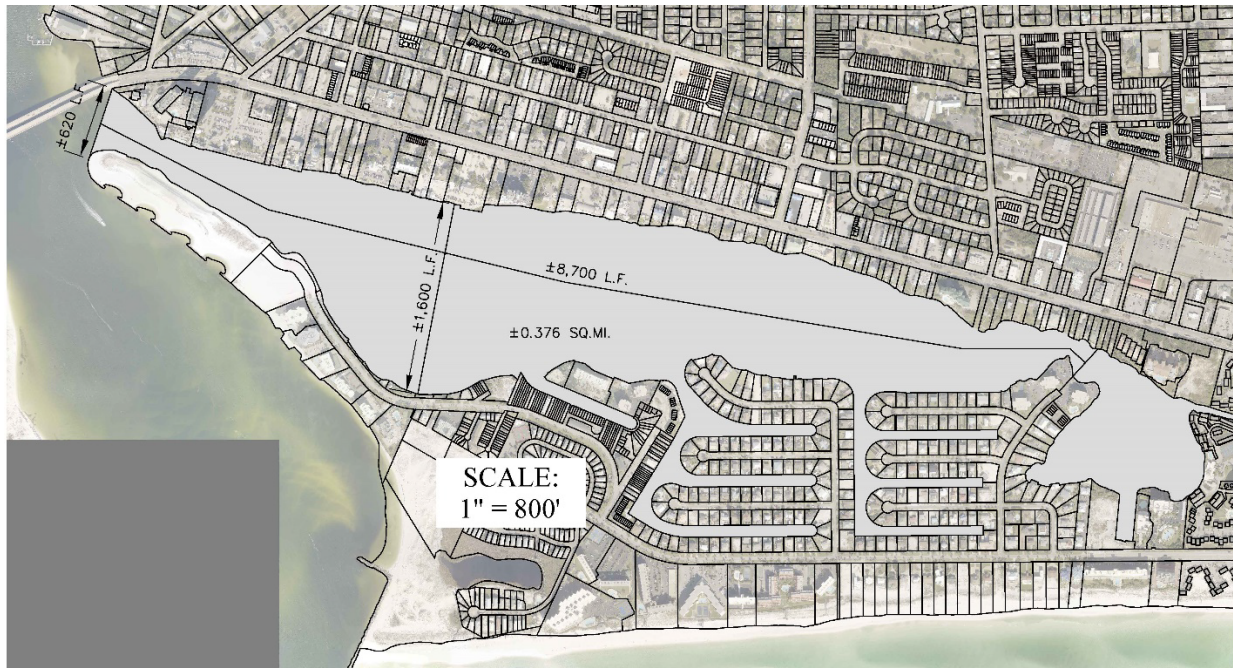 ±620 L.F.
±8,700 L.F.
±1,600 L.F.
±0.376 SQ.MI.
SCALE:
1" = 800'